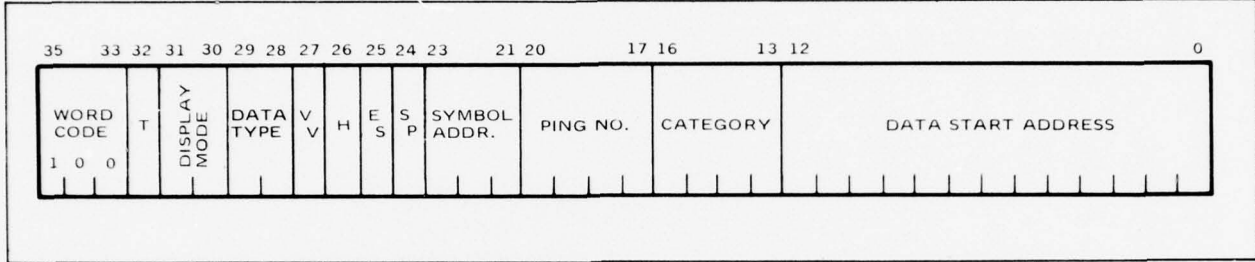 35 33 32 31 30 29 28 27 26 25 24 23 21 20 17 16 13 12 0
WORD CODE
1 0 0
T
DISPLAY MODE
DATA TYPE
V V
H
E S
S P
SYMBOL ADDR.
PING NO.
CATEGORY
DATA START ADDRESS